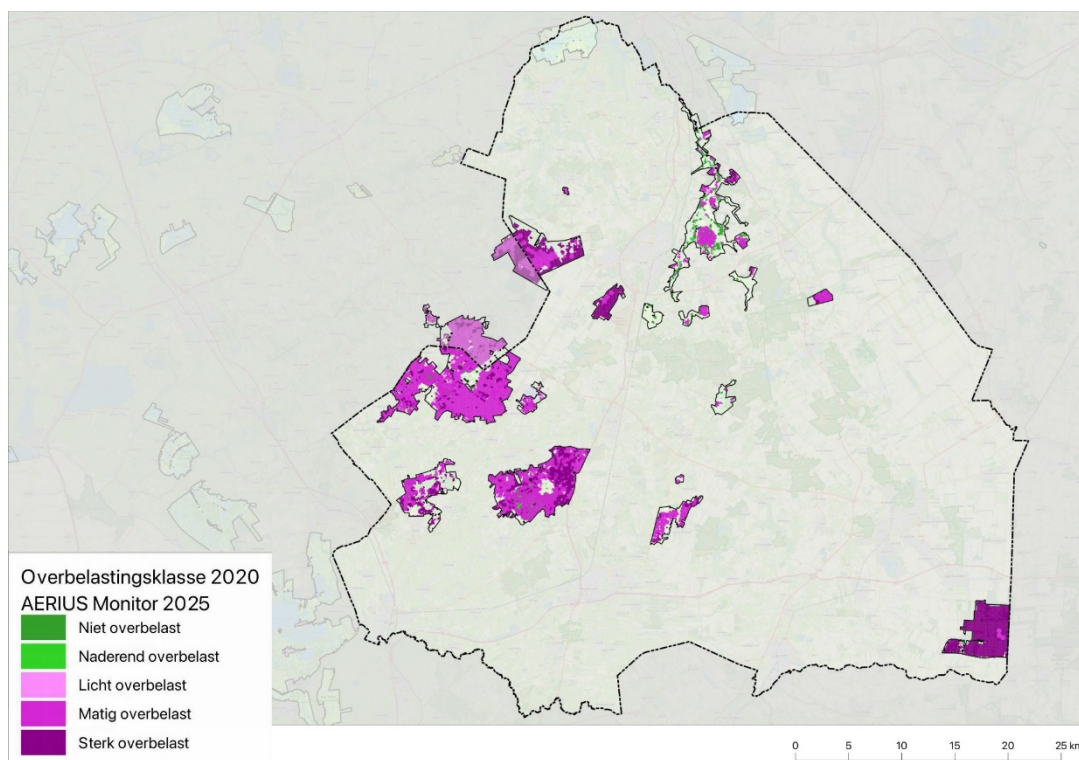 Overbelastingsklasse 2020
AERIUS Monitor 2025
Niet overbelast
Naderend overbelast
Licht overbelast
Matig overbelast
Sterk overbelast
0 5 10 15 20 25 km